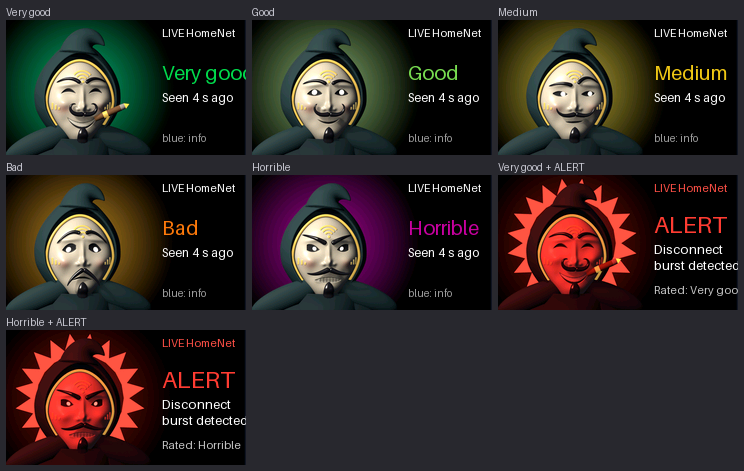 Very good
LIVE HomeNet
Very good
Seen 4 s ago
blue: info
Good
LIVE HomeNet
Good
Seen 4 s ago
blue: info
Medium
LIVE HomeNet
Medium
Seen 4 s ago
blue: info
Bad
LIVE HomeNet
Bad
Seen 4 s ago
blue: info
Horrible
LIVE HomeNet
Horrible
Seen 4 s ago
blue: info
Very good + ALERT
LIVE HomeNet
ALERT
Disconnect
burst detected
Rated: Very goo
Horrible + ALERT
LIVE HomeNet
ALERT
Disconnect
burst detected
Rated: Horrible